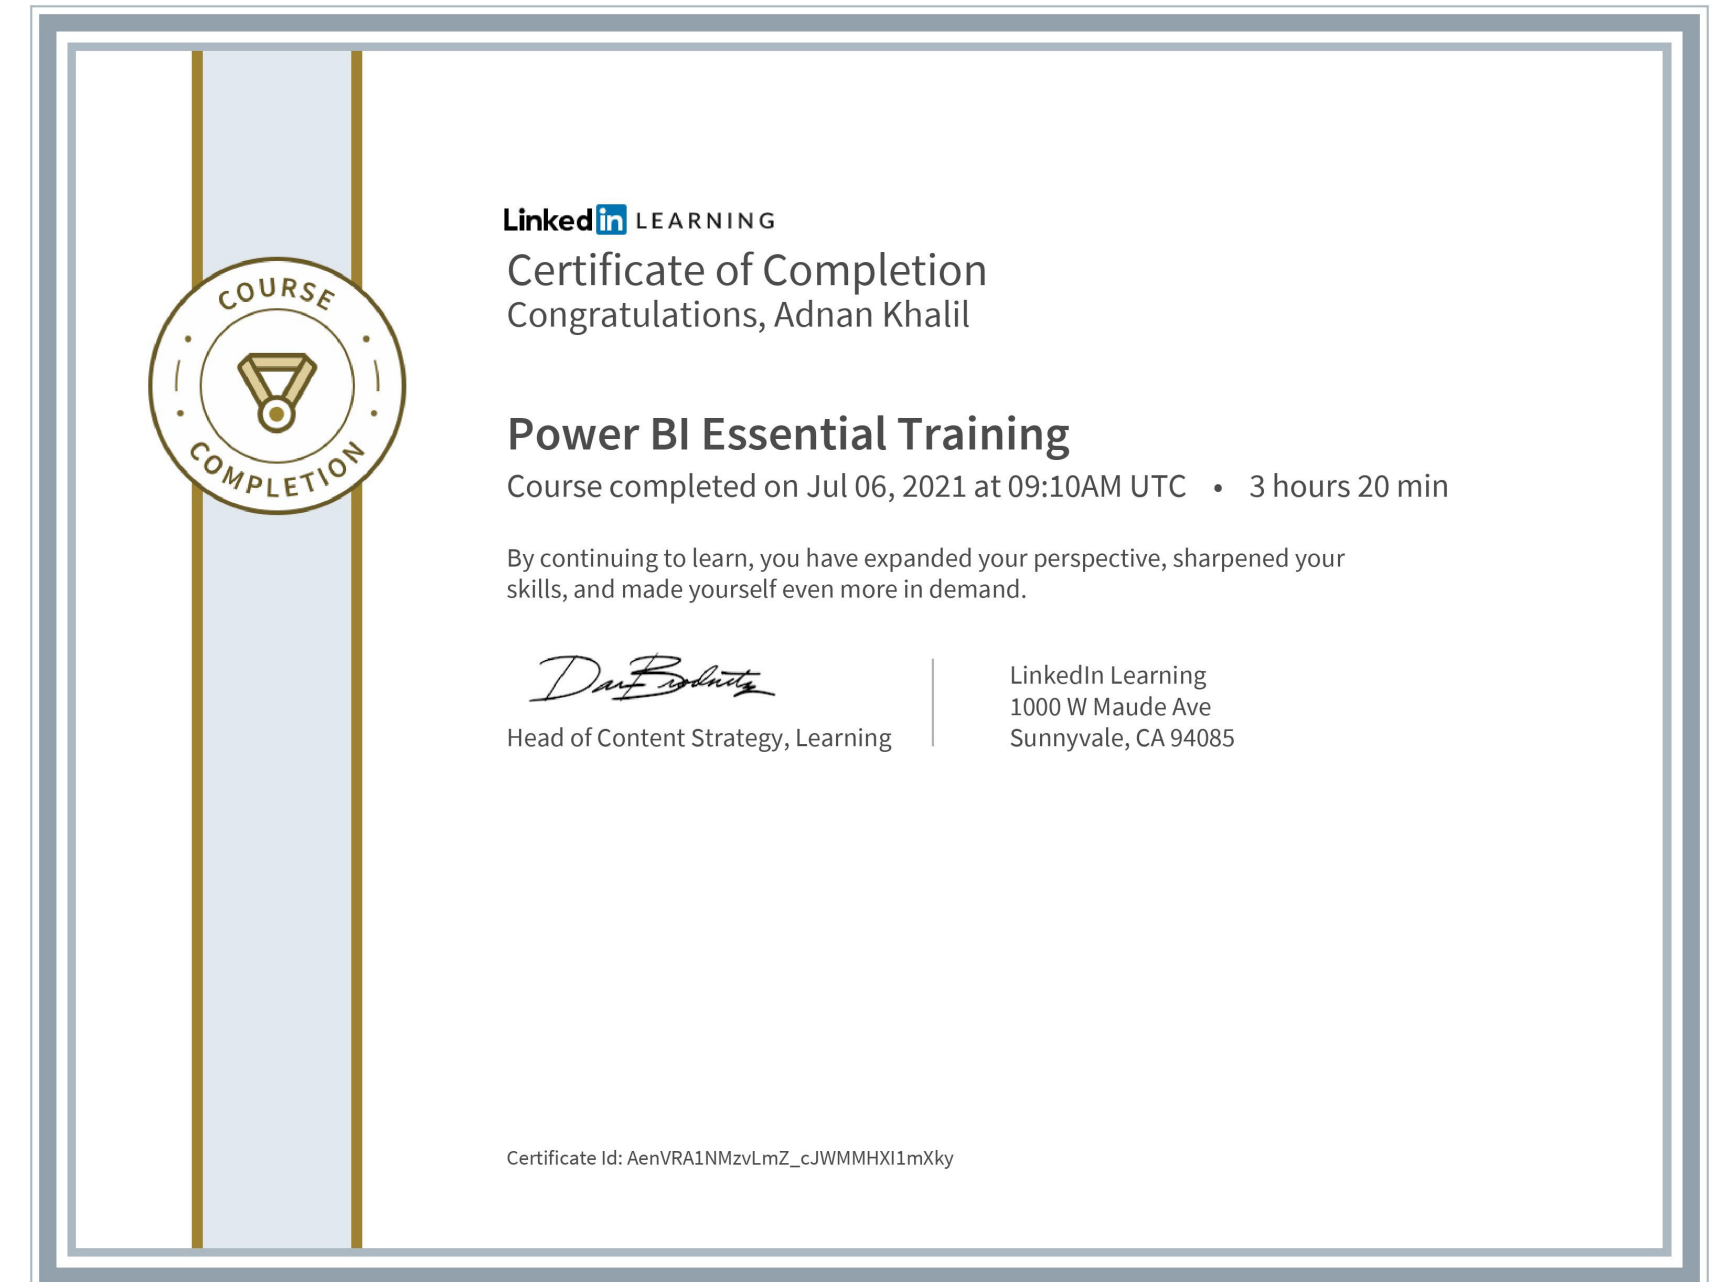 COURSE
COMPLETION
Linked in LEARNING
Certificate of Completion
Congratulations, Adnan Khalil
Power BI Essential Training
Course completed on Jul 06, 2021 at 09:10AM UTC • 3 hours 20 min
By continuing to learn, you have expanded your perspective, sharpened your
skills, and made yourself even more in demand.
Dan Brodnitz
Head of Content Strategy, Learning
LinkedIn Learning
1000 W Maude Ave
Sunnyvale, CA 94085
Certificate Id: AenVRA1NMzvLmZ_cJWMMHXI1mXky